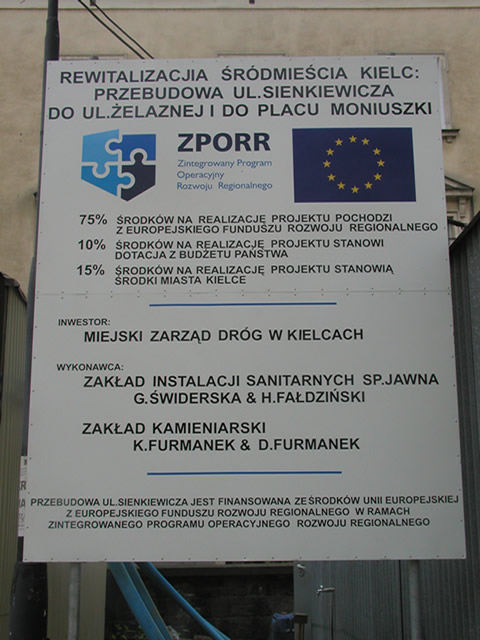 REWITALIZACJIA ŚRÓDMIEŚCIA KIELC:
PRZEBUDOWA UL.SIENKIEWICZA
DO UL.ŻELAZNEJ I DO PLACU MONIUSZKI
ZPORR
Zintegrowany Program
Operacyjny
Rozwoju Regionalnego
75% ŚRODKÓW NA REALIZACJĘ PROJEKTU POCHODZI
Z EUROPEJSKIEGO FUNDUSZU ROZWOJU REGIONALNEGO
10% ŚRODKÓW NA REALIZACJĘ PROJEKTU STANOWI
DOTACJA Z BUDŻETU PAŃSTWA
15% ŚRODKÓW NA REALIZACJĘ PROJEKTU STANOWIĄ
ŚRODKI MIASTA KIELCE
INWESTOR:
MIEJSKI ZARZĄD DRÓG W KIELCACH
WYKONAWCA:
ZAKŁAD INSTALACJI SANITARNYCH SP.JAWNA
G.ŚWIDERSKA & H.FAŁDZIŃSKI
ZAKŁAD KAMIENIARSKI
K.FURMANEK & D.FURMANEK
PRZEBUDOWA UL.SIENKIEWICZA JEST FINANSOWANA ZE ŚRODKÓW UNII EUROPEJSKIEJ
Z EUROPEJSKIEGO FUNDUSZU ROZWOJU REGIONALNEGO W RAMACH
ZINTEGROWANEGO PROGRAMU OPERACYJNEGO ROZWOJU REGIONALNEGO